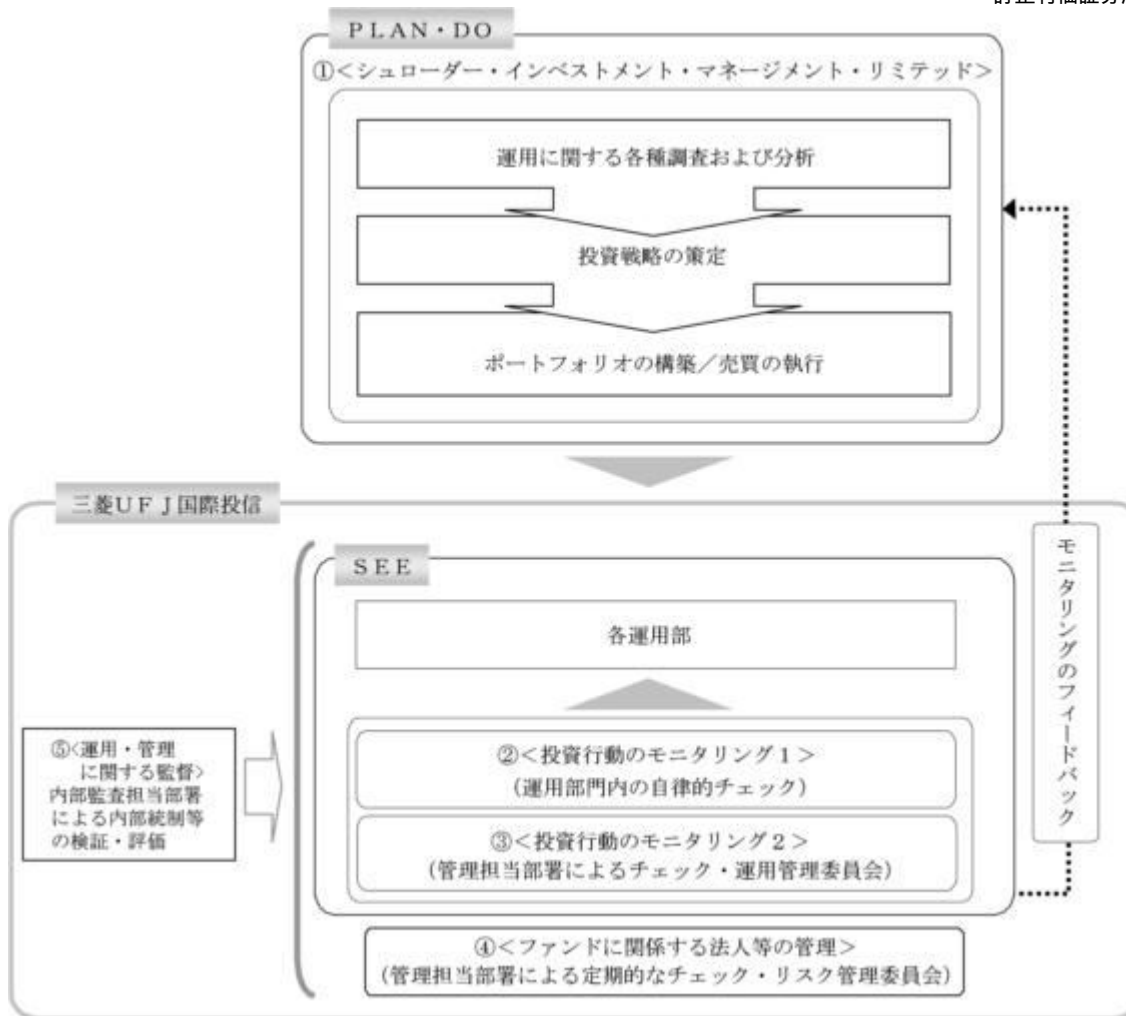 PLAN・DO
①<シュローダー・インベストメント・マネージメント・リミテッド>
運用に関する各種調査および分析
投資戦略の策定
ポートフォリオの構築／売買の執行
三菱UFJ国際投信
SEE
各運用部
②<投資行動のモニタリング1>
(運用部門内の自律的チェック)
③<投資行動のモニタリング2>
(管理担当部署によるチェック・運用管理委員会)
④<ファンドに関係する法人等の管理>
(管理担当部署による定期的なチェック・リスク管理委員会)
⑤<運用・管理
に関する監督>
内部監査担当部署
による内部統制等
の検証・評価
モニタリングのフィードバック